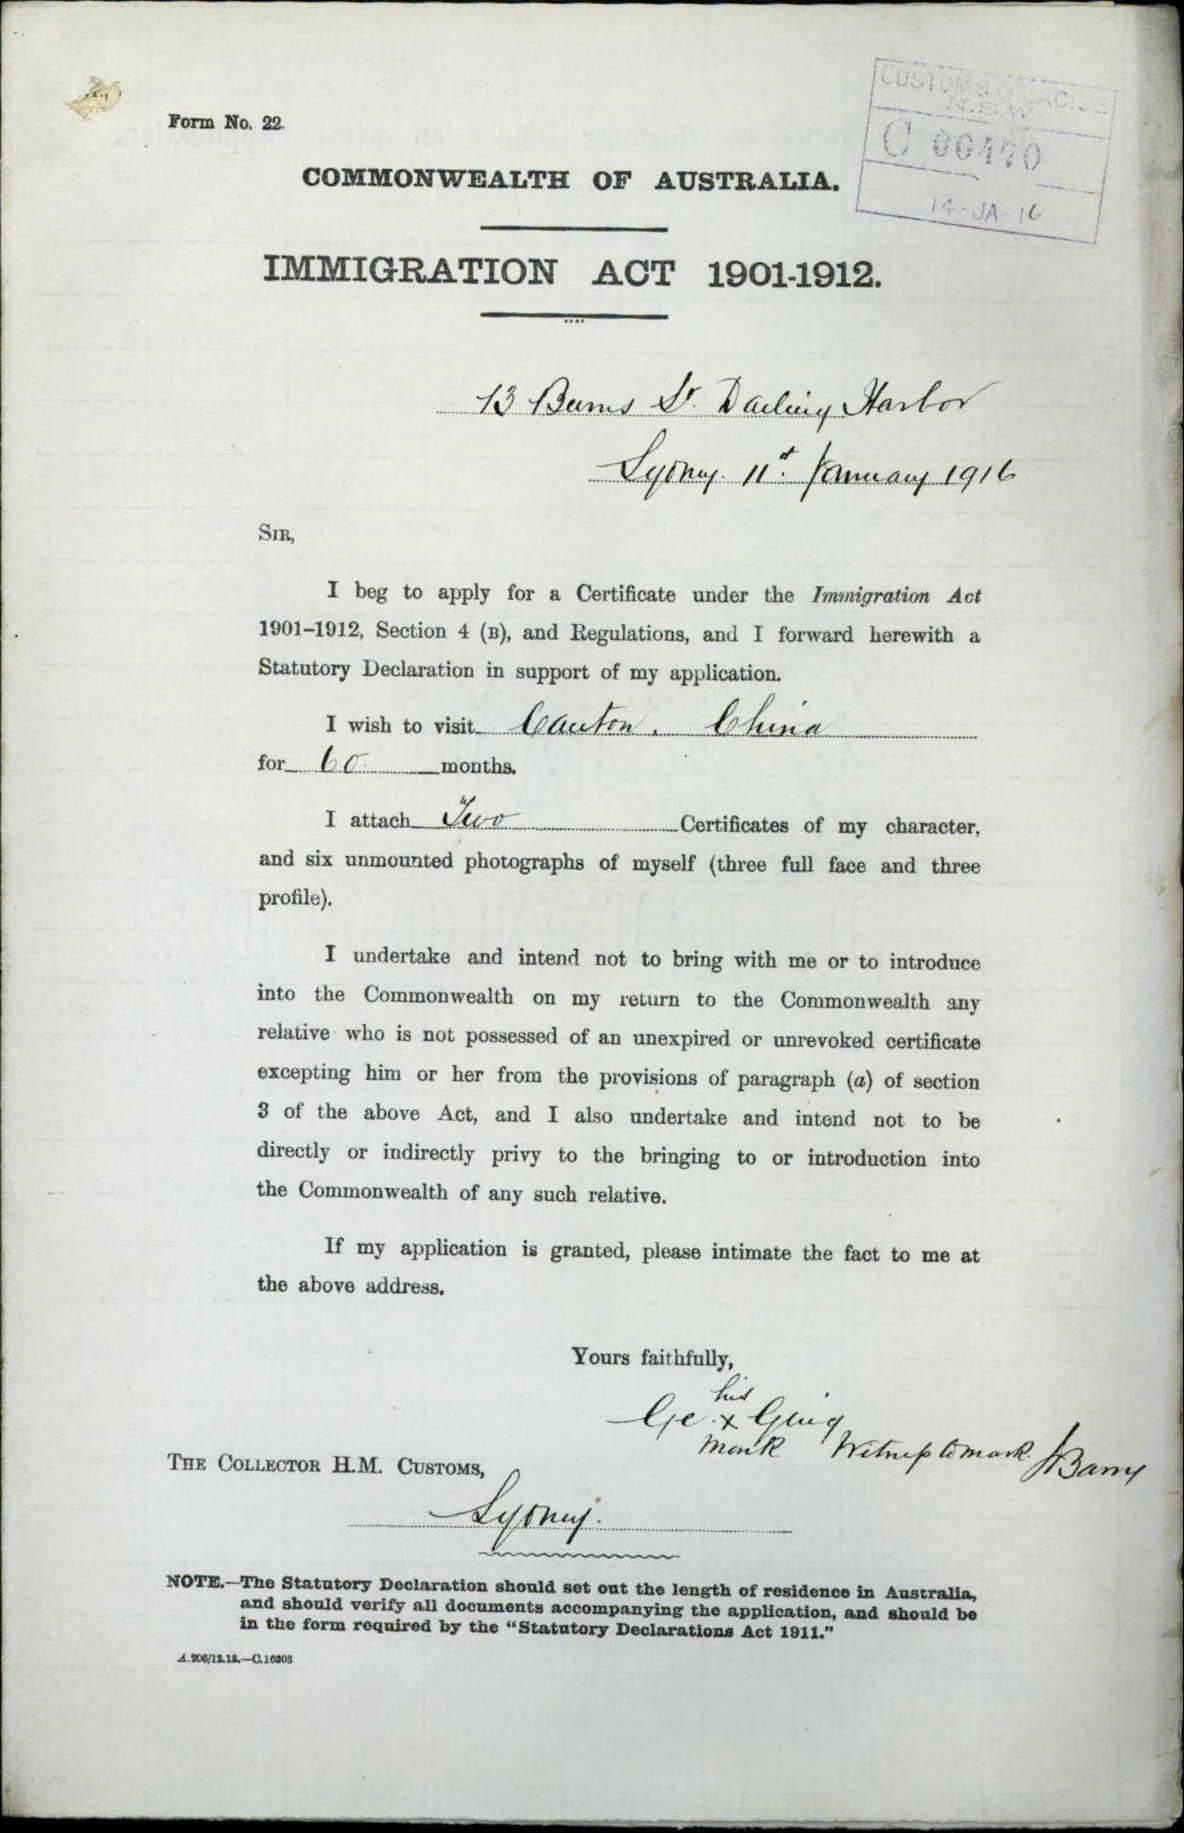 CUSTOMS & EXCISE
N.S.W
C 00470
14-JA-16
Form No. 22.
COMMONWEALTH OF AUSTRALIA.
IMMIGRATION ACT 1901-1912.
13 Burns St. Darling Harbor
Sydney. 11st. January 1916
SIR,
I beg to apply for a Certificate under the Immigration Act
1901–1912, Section 4 (B), and Regulations, and I forward herewith a
Statutory Declaration in support of my application.
I wish to visit Canton. China
for 60 months.
I attach Two Certificates of my character,
and six unmounted photographs of myself (three full face and three
profile).
I undertake and intend not to bring with me or to introduce
into the Commonwealth on my return to the Commonwealth any
relative who is not possessed of an unexpired or unrevoked certificate
excepting him or her from the provisions of paragraph (a) of section
3 of the above Act, and I also undertake and intend not to be
directly or indirectly privy to the bringing to or introduction into
the Commonwealth of any such relative.
If my application is granted, please intimate the fact to me at
the above address.
Yours faithfully,
his
Ge x Ging
mark Witness to mark. J Barry
THE COLLECTOR H.M. CUSTOMS,
Sydney.
NOTE.—The Statutory Declaration should set out the length of residence in Australia,
and should verify all documents accompanying the application, and should be
in the form required by the "Statutory Declarations Act 1911."
A.206/12.12.—C.16303